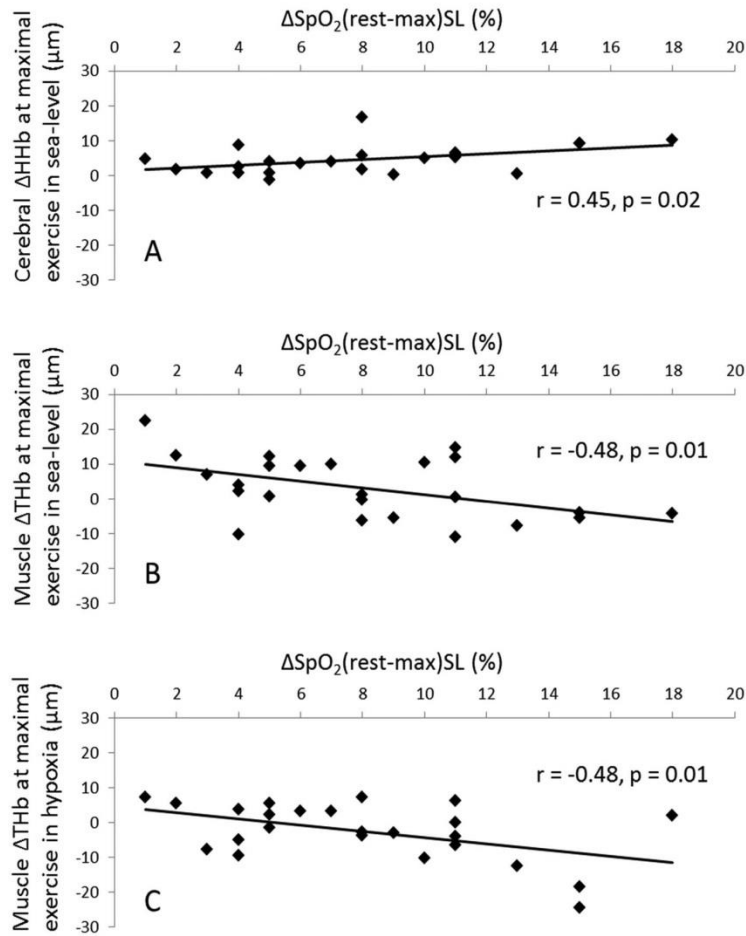 ΔSpO₂(rest-max)SL (%)
0 2 4 6 8 10 12 14 16 18 20
Cerebral ΔHHb at maximal
exercise in sea-level (µm)
30
20
10
0
-10
-20
-30
r = 0.45, p = 0.02
A
ΔSpO₂(rest-max)SL (%)
0 2 4 6 8 10 12 14 16 18 20
Muscle ΔTHb at maximal
exercise in sea-level (µm)
30
20
10
0
-10
-20
-30
r = -0.48, p = 0.01
B
ΔSpO₂(rest-max)SL (%)
0 2 4 6 8 10 12 14 16 18 20
Muscle ΔTHb at maximal
exercise in hypoxia (µm)
30
20
10
0
-10
-20
-30
r = -0.48, p = 0.01
C